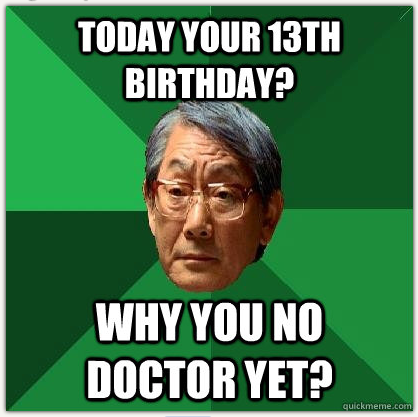 TODAY YOUR 13TH
BIRTHDAY?
WHY YOU NO
DOCTOR YET?
quickmeme.com